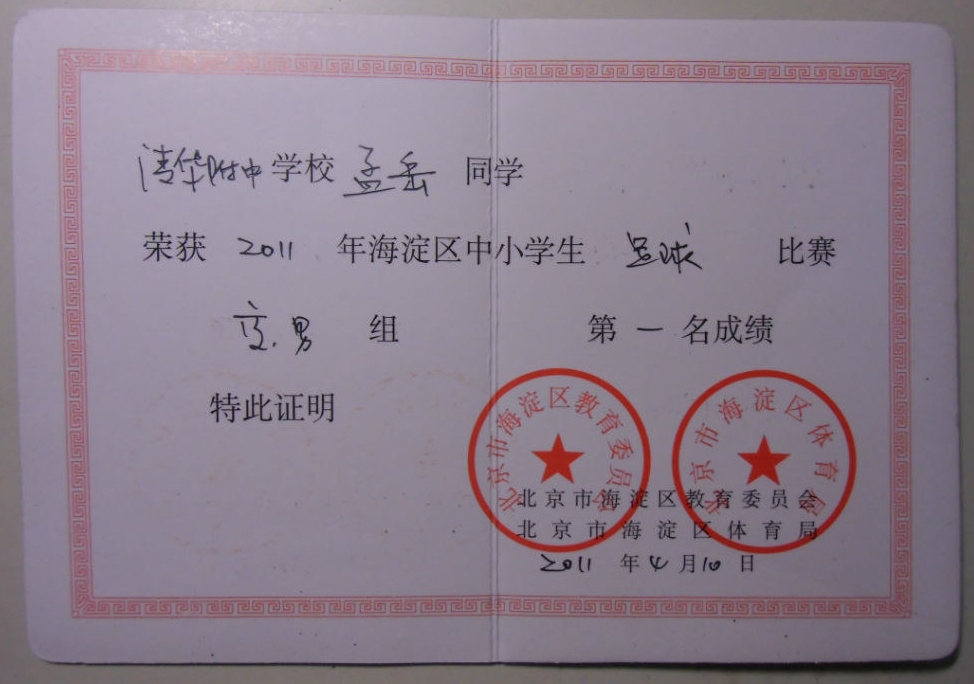 清华附中学校 孟岳 同学
荣获 2011 年海淀区中小学生 足球 比赛
高.男 组 第 一 名成绩
特此证明
北京市海淀区教育委员会
北京市海淀区体育局
北京市海淀区教育委员会
北京市海淀区体育局
2011 年 4 月 10 日